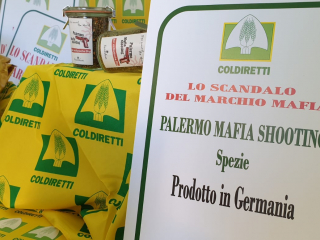 COLDIRETTI
LO SCANDALO
DEL MARCHIO MAFIA
PALERMO MAFIA SHOOTING
Spezie
Prodotto in Germania
COLDIRETTI
COLDIRETTI
COLDIRETTI
COLDIRETTI